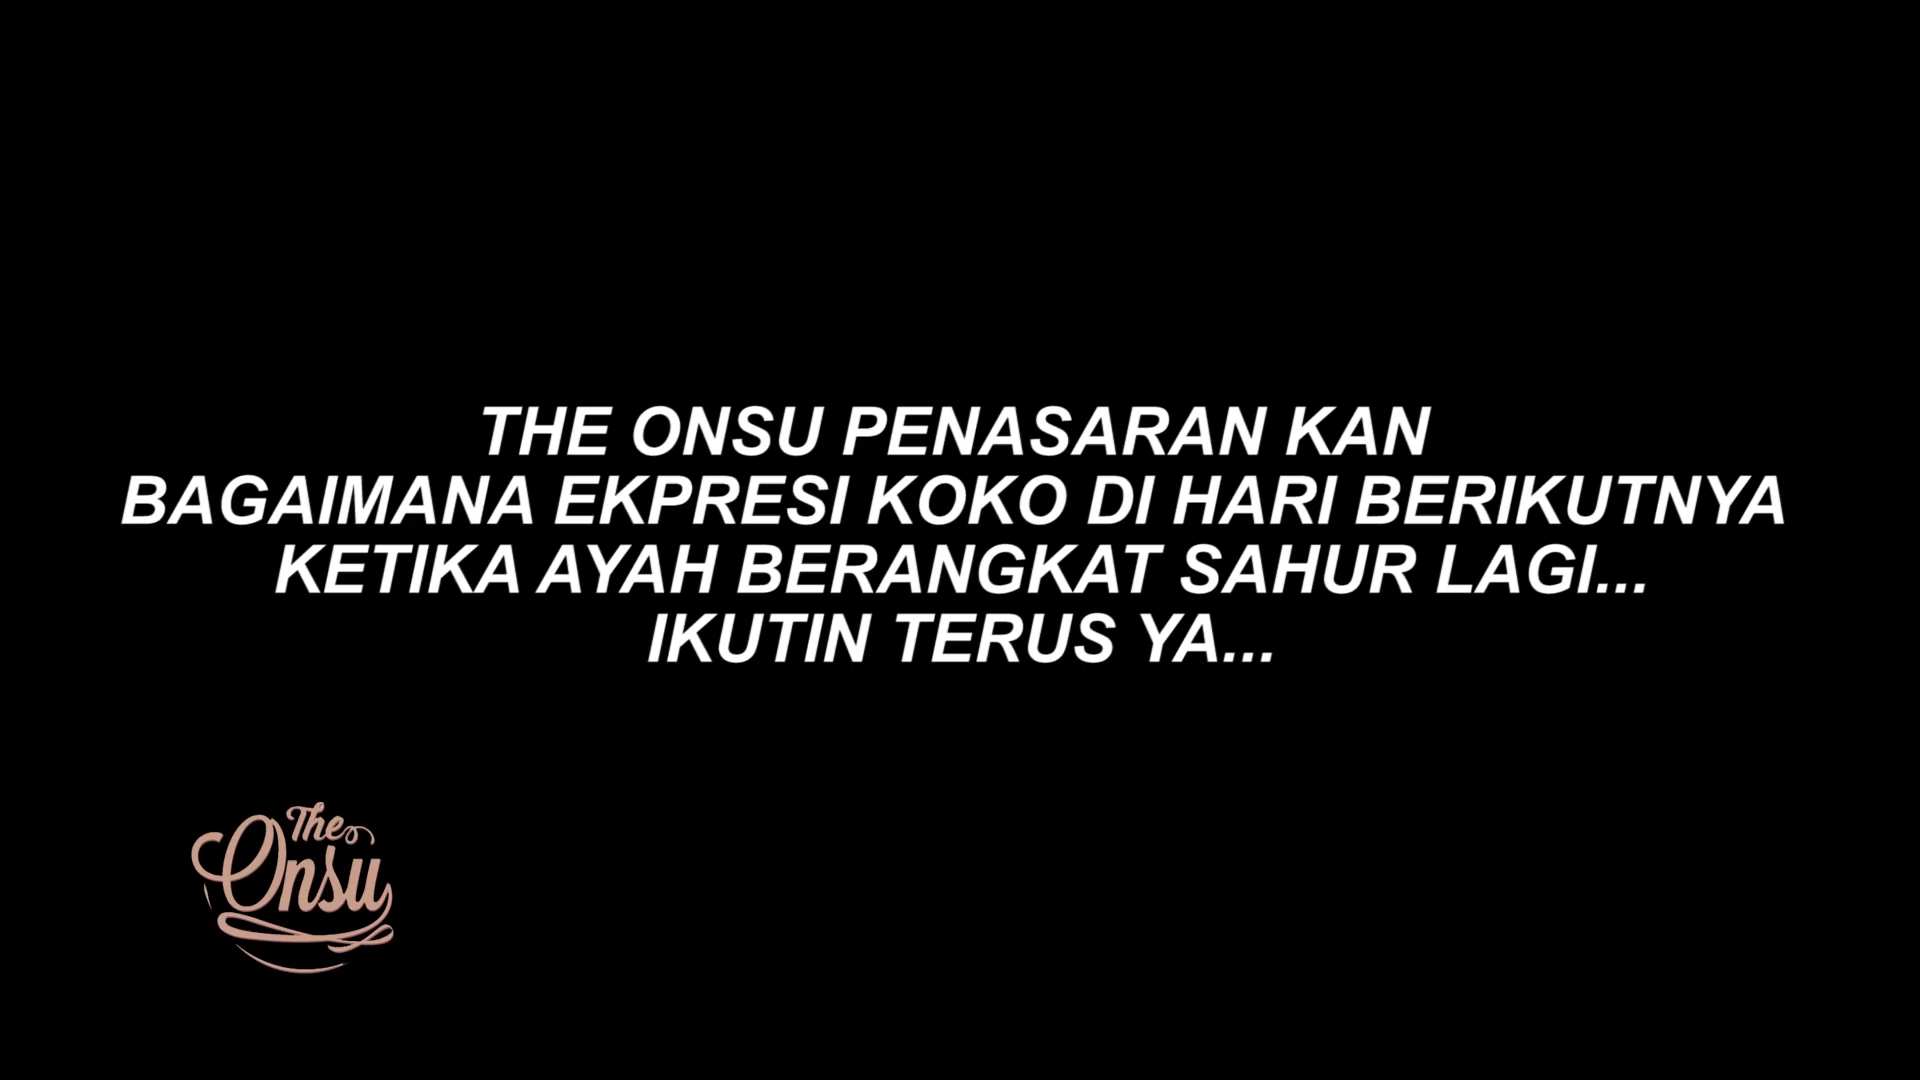 THE ONSU PENASARAN KAN
BAGAIMANA EKPRESI KOKO DI HARI BERIKUTNYA
KETIKA AYAH BERANGKAT SAHUR LAGI...
IKUTIN TERUS YA...
The
Onsu